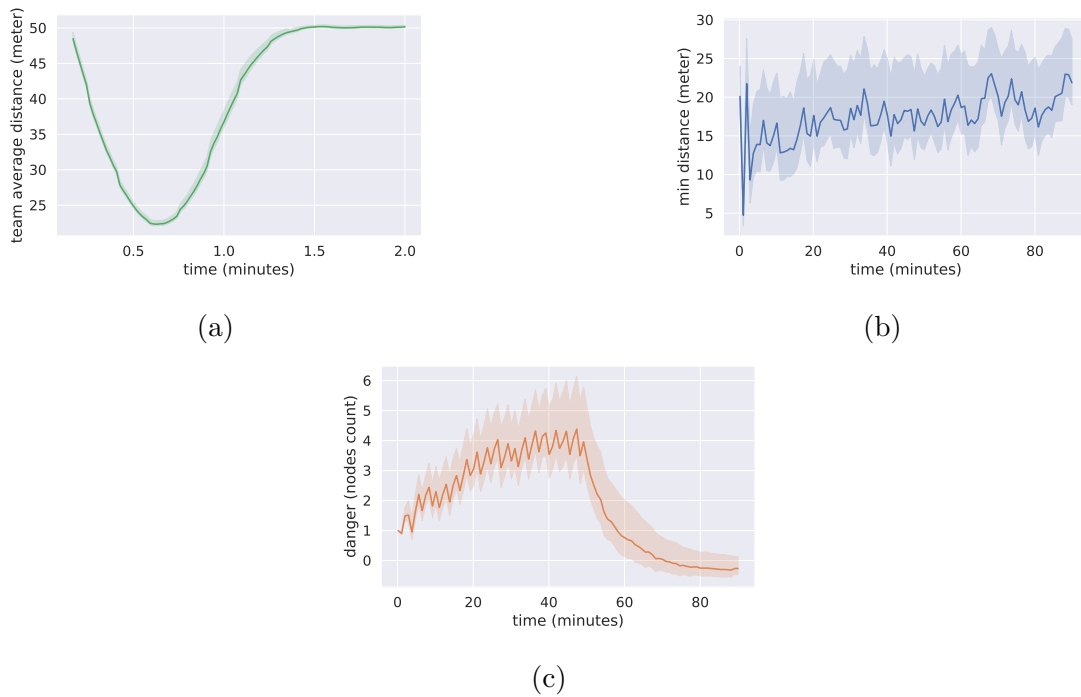 team average distance (meter)
50
45
40
35
30
25
0.5 1.0 1.5 2.0
time (minutes)
(a)
min distance (meter)
30
25
20
15
10
5
0 20 40 60 80
time (minutes)
(b)
danger (nodes count)
6
5
4
3
2
1
0
0 20 40 60 80
time (minutes)
(c)